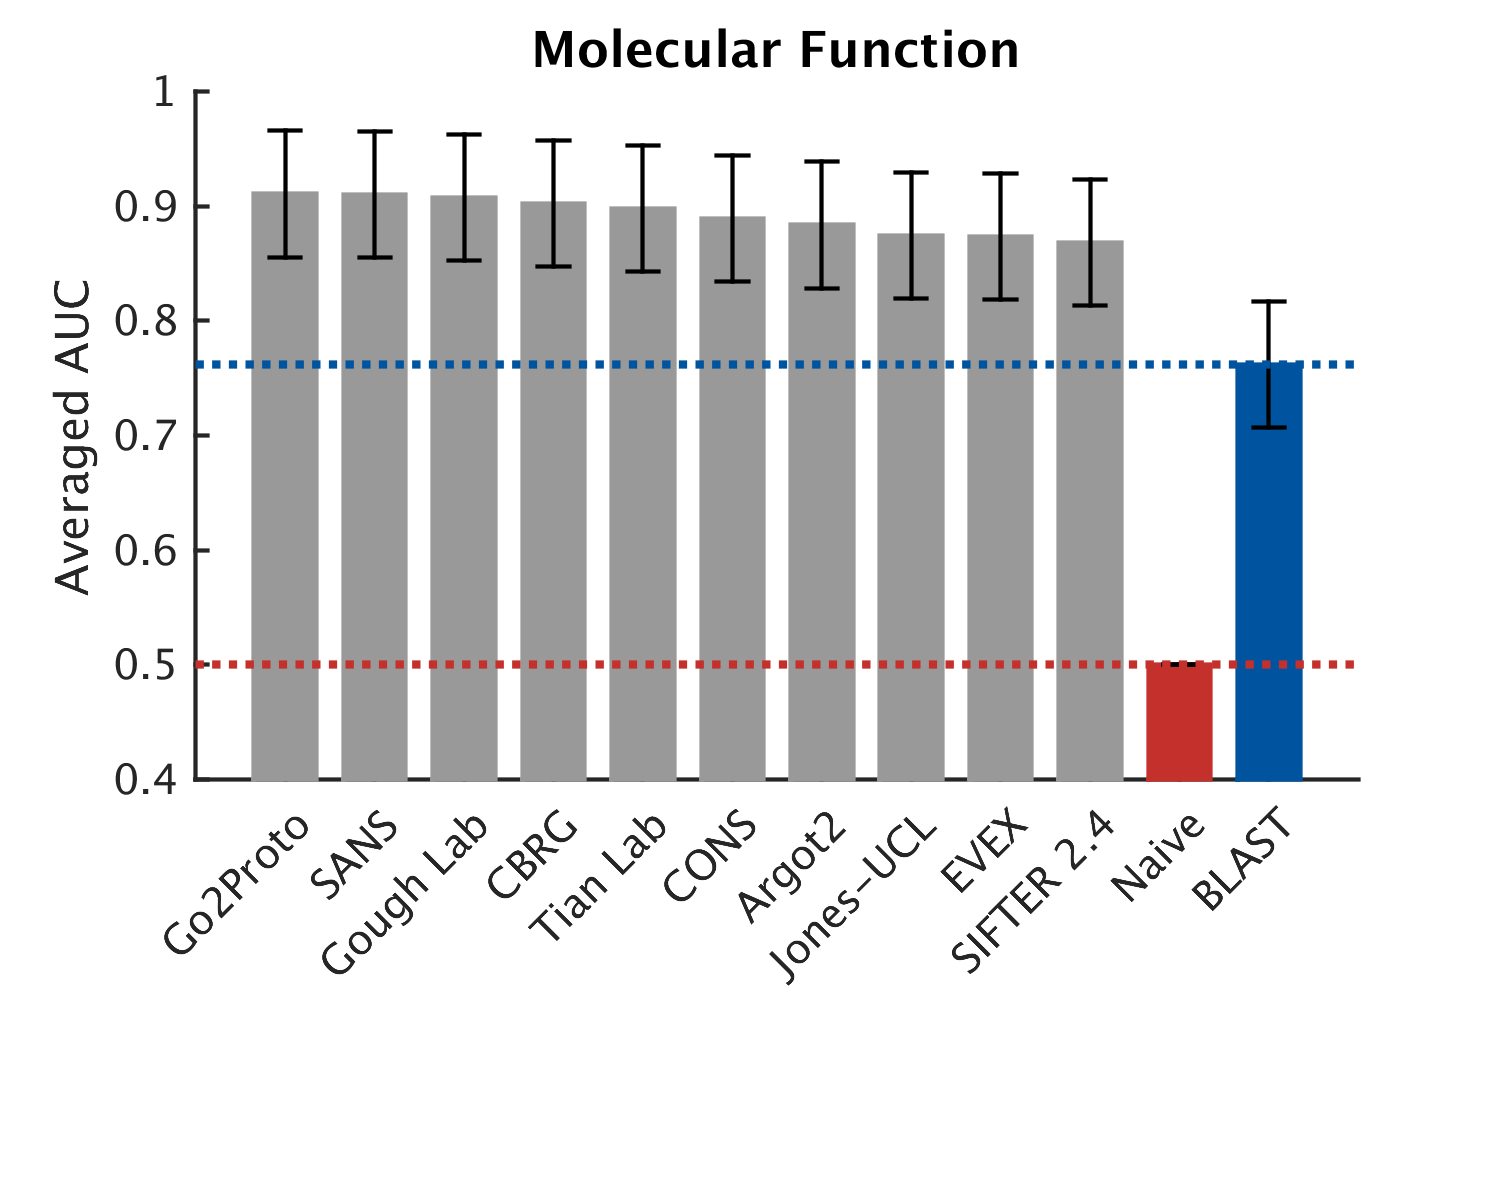 Molecular Function
Averaged AUC
1
0.9
0.8
0.7
0.6
0.5
0.4
Go2Proto
SANS
Gough Lab
CBRG
Tian Lab
CONS
Argot2
Jones−UCL
EVEX
SIFTER 2.4
Naive
BLAST